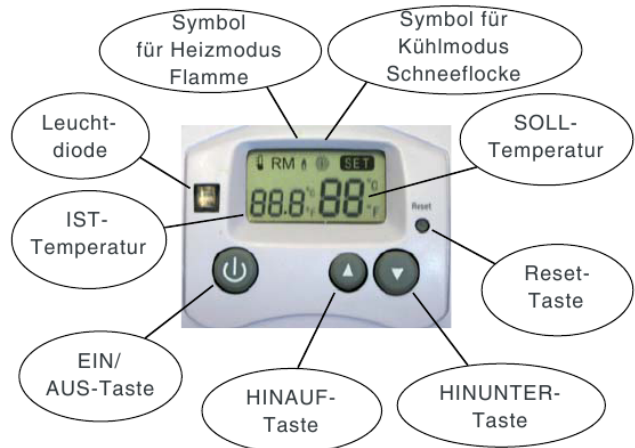 Symbol
für Heizmodus
Flamme
Symbol für
Kühlmodus
Schneeflocke
Leucht-
diode
SOLL-
Temperatur
RM SET
88.8 °C °F 88 °C °F
Reset
IST-
Temperatur
Reset-
Taste
EIN/
AUS-Taste
HINAUF-
Taste
HINUNTER-
Taste